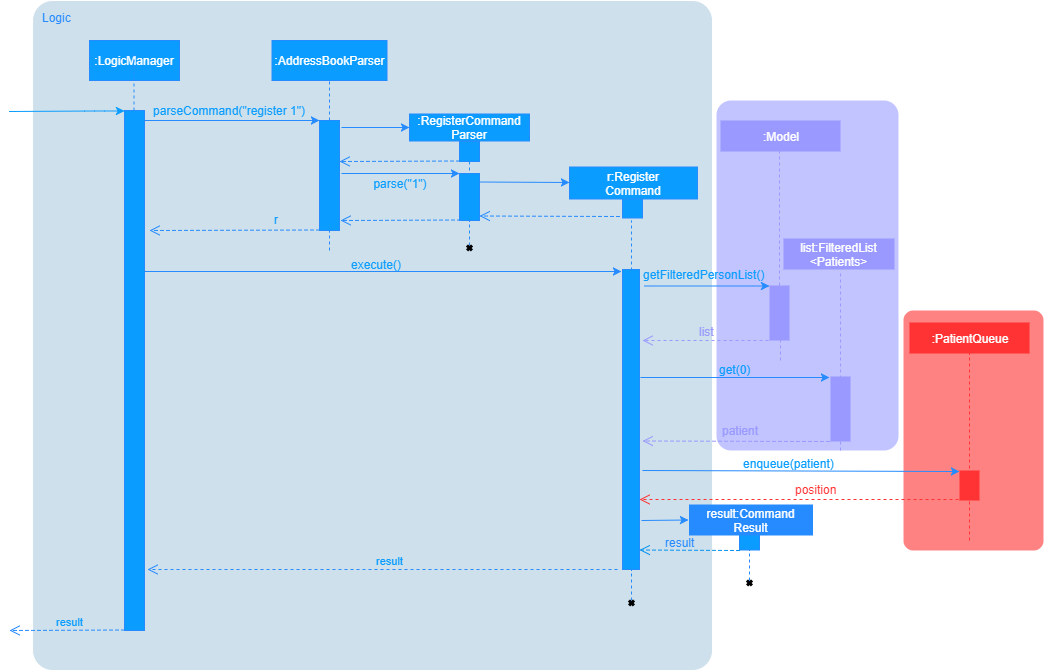 Logic
:LogicManager
:AddressBookParser
parseCommand("register 1")
:RegisterCommand
Parser
:Model
parse("1")
r:Register
Command
r
list:FilteredList
<Patients>
execute()
getFilteredPersonList()
list
:PatientQueue
get(0)
patient
enqueue(patient)
position
result:Command
Result
result
result
result